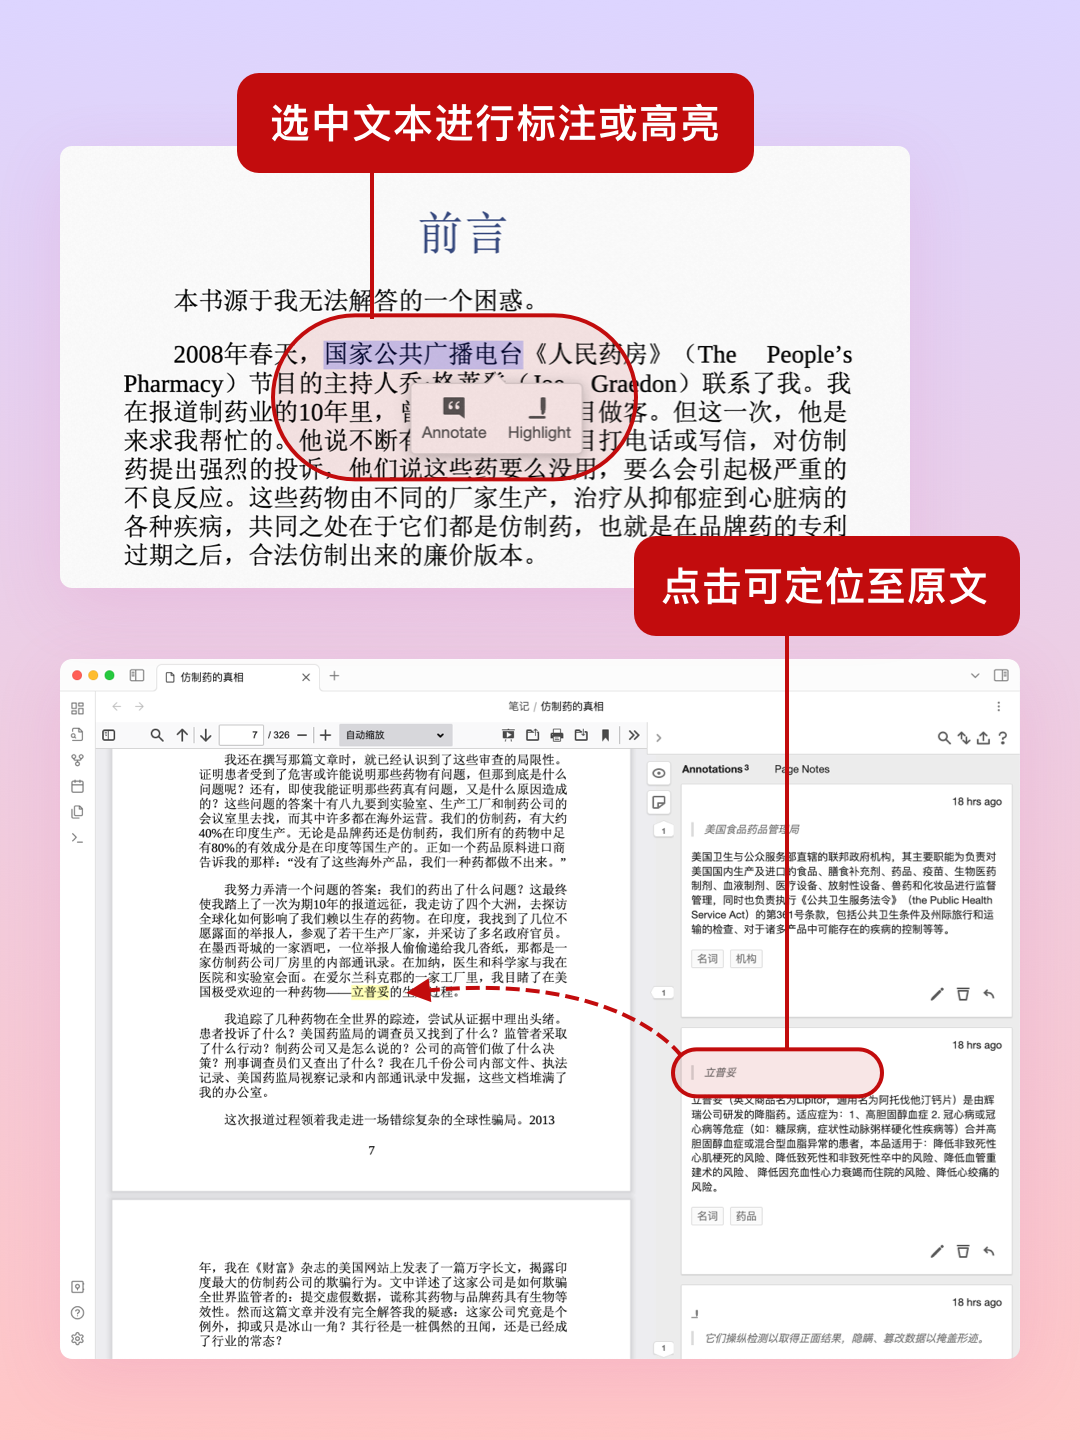 选中文本进行标注或高亮
前言
本书源于我无法解答的一个困惑。
2008年春天，国家公共广播电台《人民药房》（The People's
Pharmacy）节目的主持人乔·格莱登（Joe Graedon）联系了我。我
在报道制药业的10年里，曾 目做客。但这一次，他是
来求我帮忙的。他说不断有 目打电话或写信，对仿制
药提出强烈的投诉，他们说这些药要么没用，要么会引起极严重的
不良反应。这些药物由不同的厂家生产，治疗从抑郁症到心脏病的
各种疾病，共同之处在于它们都是仿制药，也就是在品牌药的专利
过期之后，合法仿制出来的廉价版本。
Annotate Highlight
点击可定位至原文
仿制药的真相
笔记 / 仿制药的真相
7 / 326 自动缩放
我还在撰写那篇文章时，就已经认识到了这些审查的局限性。
证明患者受到了危害或许能说明那些药物有问题，但那到底是什么
问题呢？还有，即使我能证明那些药真有问题，又是什么原因造成
的？这些问题的答案十有八九要到实验室、生产工厂和制药公司的
会议室里去找，而其中许多都在海外运营。我们的仿制药，有大约
40%在印度生产。无论是品牌药还是仿制药，我们所有的药物中足
有80%的有效成分是在印度等国生产的。正如一个药品原料进口商
告诉我的那样：“没有了这些海外产品，我们一种药都做不出来。”
我努力弄清一个问题的答案：我们的药出了什么问题？这最终
使我踏上了一次为期10年的报道远征，我走访了四个大洲，去探访
全球化如何影响了我们赖以生存的药物。在印度，我找到了几位不
愿露面的举报人，参观了若干生产厂家，并采访了多名政府官员。
在墨西哥城的一家酒吧，一位举报人偷偷递给我几沓纸，那都是一
家仿制药公司厂房里的内部通讯录。在加纳，医生和科学家与我在
医院和实验室会面。在爱尔兰科克郡的一家工厂里，我目睹了在美
国极受欢迎的一种药物——立普妥的生产过程。
我追踪了几种药物在全世界的踪迹，尝试从证据中理出头绪。
患者投诉了什么？美国药监局的调查员又找到了什么？监管者采取
了什么行动？制药公司又是怎么说的？公司的高管们做了什么决
策？刑事调查员们又查出了什么？我在几千份公司内部文件、执法
记录、美国药监局视察记录和内部通讯录中发掘，这些文档堆满了
我的办公室。
这次报道过程领着我走进一场错综复杂的全球性骗局。2013
7
年，我在《财富》杂志的美国网站上发表了一篇万字长文，揭露印
度最大的仿制药公司的欺骗行为。文中详述了这家公司是如何欺骗
全世界监管者的：提交虚假数据，谎称其药物与品牌药具有生物等
效性。然而这篇文章并没有完全解答我的疑惑：这家公司究竟是个
例外，抑或只是冰山一角？其行径是一桩偶然的丑闻，还是已经成
了行业的常态？
Annotations 3 Page Notes
18 hrs ago
1
美国食品药品管理局
美国卫生与公众服务部直辖的联邦政府机构，其主要职能为负责对
美国国内生产及进口的食品、膳食补充剂、药品、疫苗、生物医药
制剂、血液制剂、医疗设备、放射性设备、兽药和化妆品进行监督
管理，同时也负责执行《公共卫生服务法令》（the Public Health
Service Act）的第361号条款，包括公共卫生条件及州际旅行和运
输的检查、对于诸多产品中可能存在的疾病的控制等等。
名词 机构
1
18 hrs ago
立普妥
立普妥（英文商品名为Lipitor，通用名为阿托伐他汀钙片）是由辉
瑞公司研发的降脂药。适应症为：1、高胆固醇血症 2. 冠心病或冠
心病等危症（如：糖尿病，症状性动脉粥样硬化性疾病等）合并高
胆固醇血症或混合型血脂异常的患者，本品适用于：降低非致死性
心肌梗死的风险、降低致死性和非致死性卒中的风险、降低血管重
建术的风险、 降低因充血性心力衰竭而住院的风险、降低心绞痛的
风险。
名词 药品
18 hrs ago
1
它们操纵检测以取得正面结果，隐瞒、篡改数据以掩盖形迹。